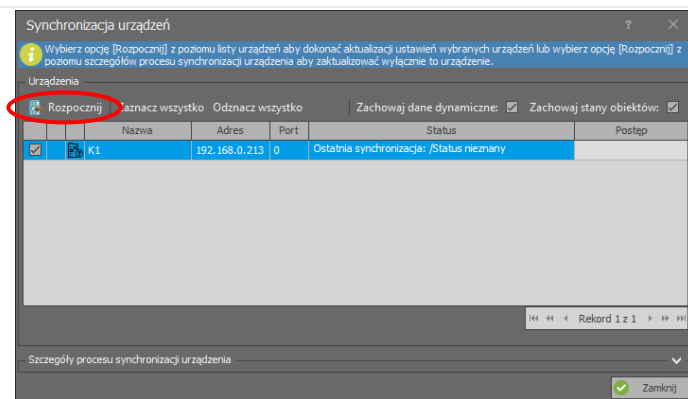 Synchronizacja urządzeń
Wybierz opcję [Rozpocznij] z poziomu listy urządzeń aby dokonać aktualizacji ustawień wybranych urządzeń lub wybierz opcję [Rozpocznij] z
poziomu szczegółów procesu synchronizacji urządzenia aby zaktualizować wyłącznie to urządzenie.
Urządzenia
Rozpocznij Zaznacz wszystko Odznacz wszystko Zachowaj dane dynamiczne: Zachowaj stany obiektów:
Nazwa Adres Port Status Postęp
K1 192.168.0.213 0 Ostatnia synchronizacja: /Status nieznany
Rekord 1 z 1
Szczegóły procesu synchronizacji urządzenia
Zamknij